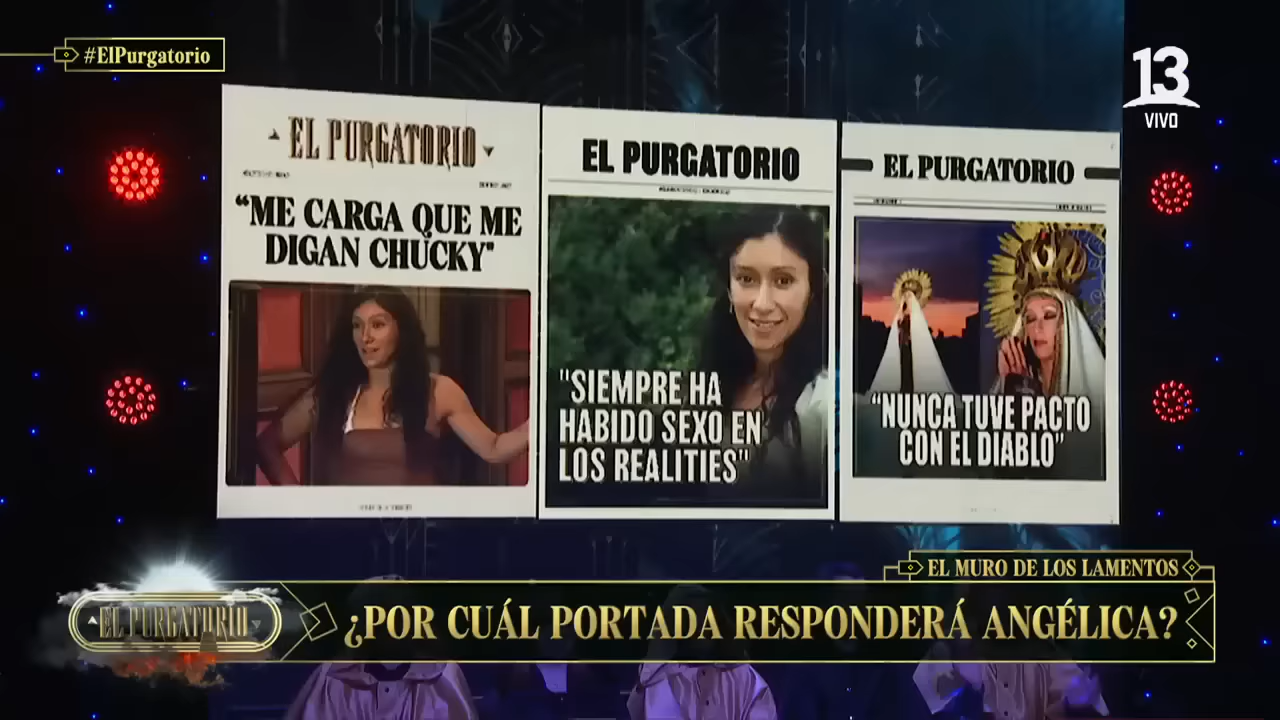 #ElPurgatorio
13
VIVO
EL PURGATORIO
“ME CARGA QUE ME
DIGAN CHUCKY"
EL PURGATORIO
"SIEMPRE HA
HABIDO SEXO EN
LOS REALITIES"
EL PURGATORIO
“NUNCA TUVE PACTO
CON EL DIABLO"
EL MURO DE LOS LAMENTOS
EL PURGATORIO
¿POR CUÁL PORTADA RESPONDERÁ ANGÉLICA?